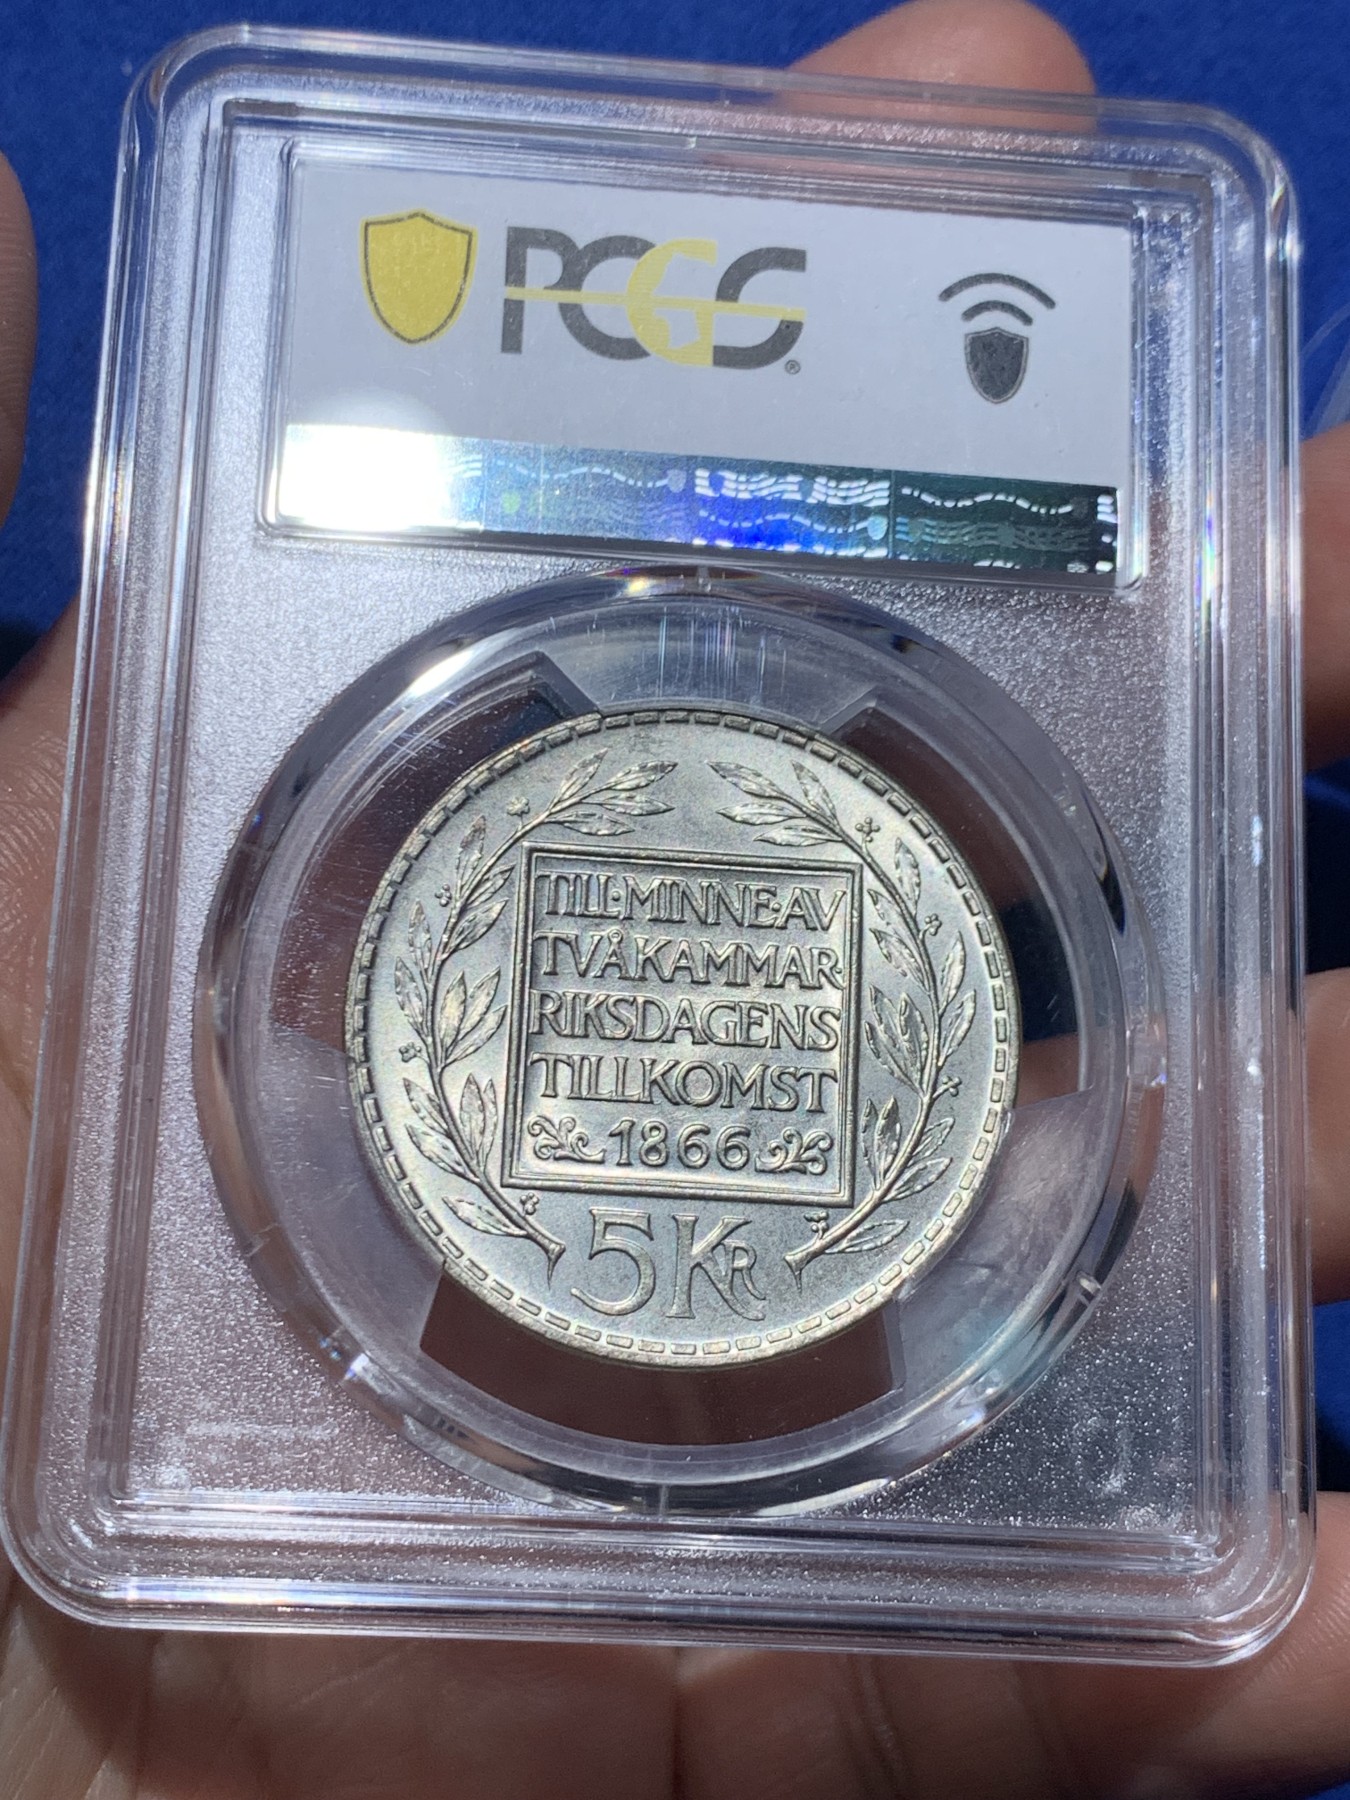 PCGS®
TILL·MINNE·AV
TVÅKAMMAR·
RIKSDAGENS
TILLKOMST
1866
5KR